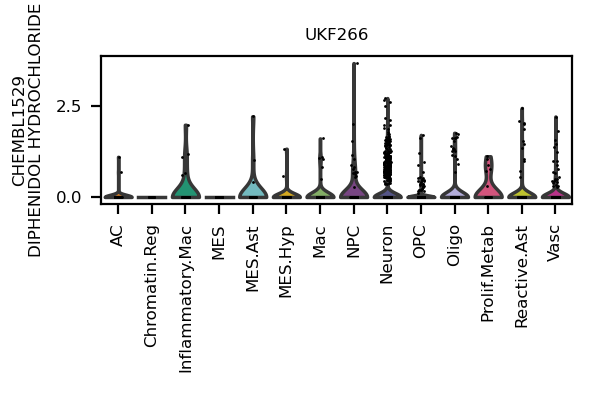 UKF266
CHEMBL1529
DIPHENIDOL HYDROCHLORIDE
2.5
0.0
AC
Chromatin.Reg
Inflammatory.Mac
MES
MES.Ast
MES.Hyp
Mac
NPC
Neuron
OPC
Oligo
Prolif.Metab
Reactive.Ast
Vasc